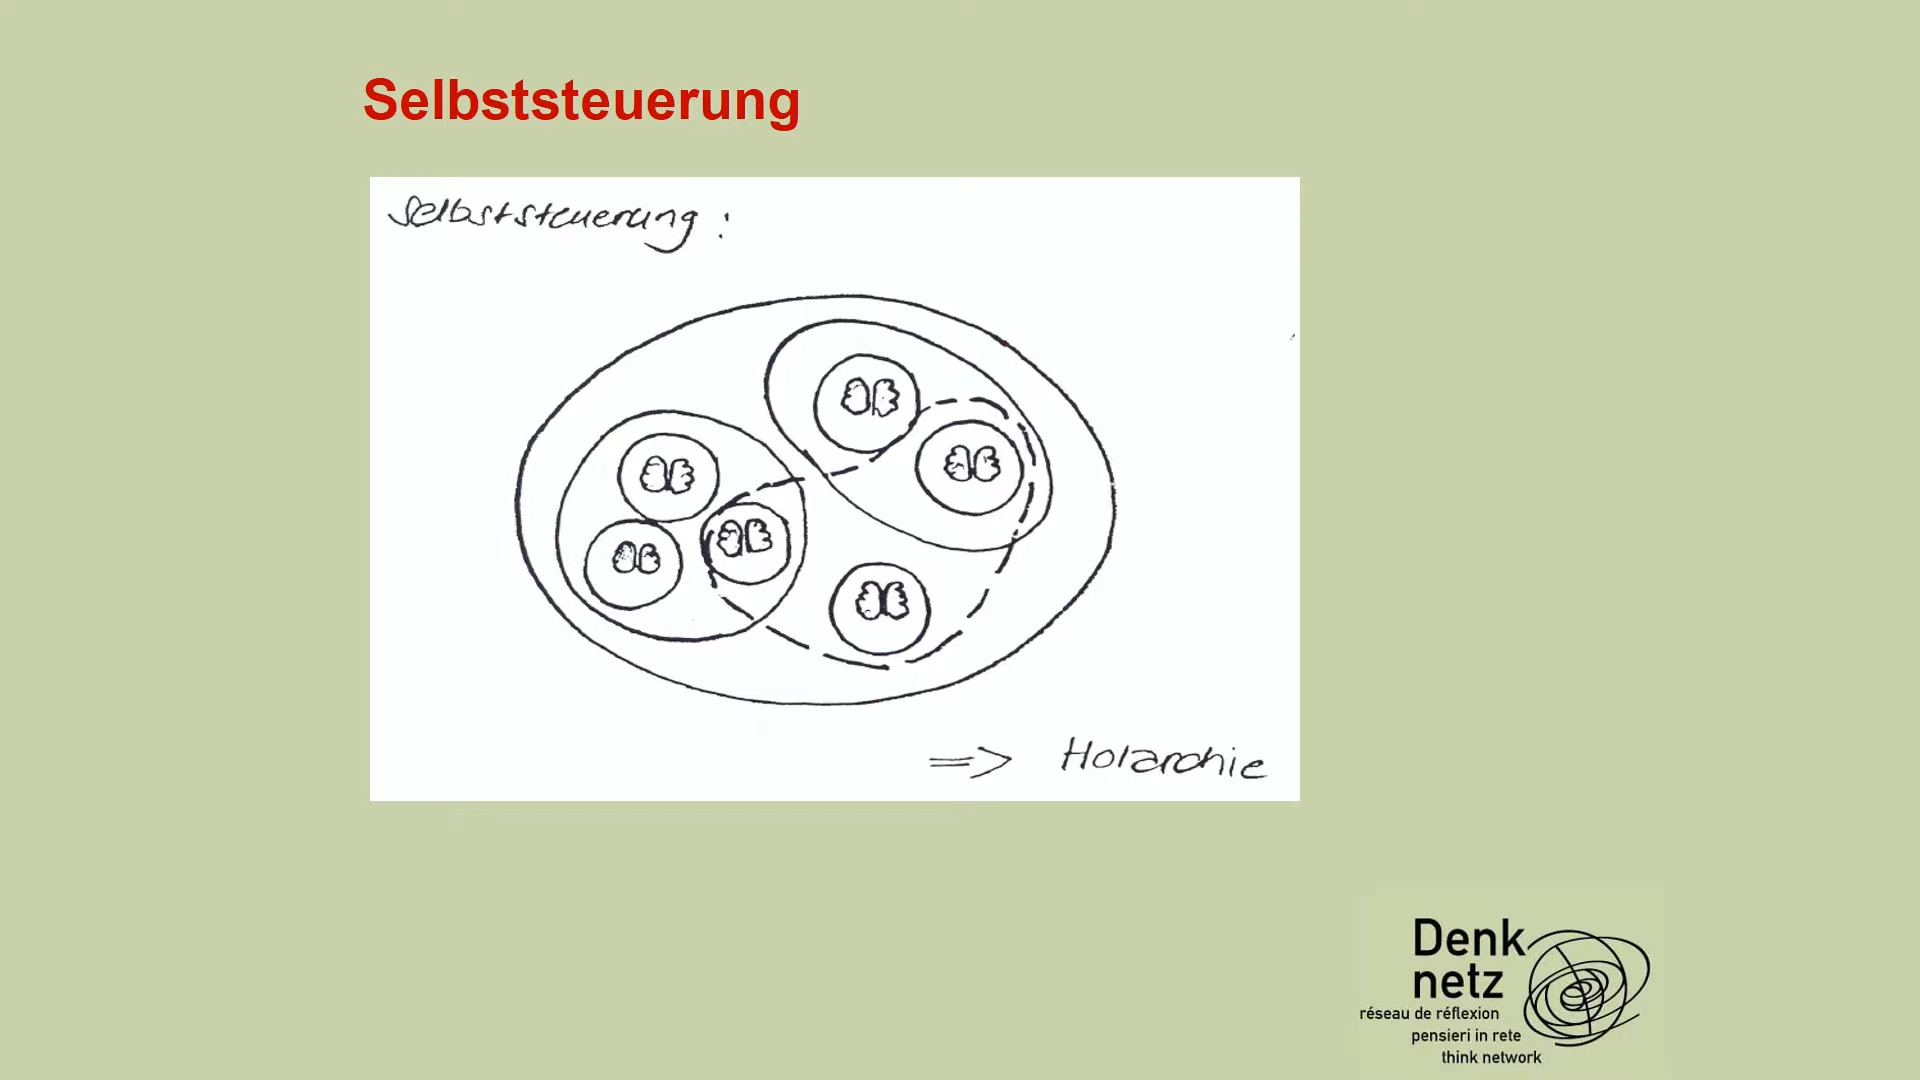 Selbststeuerung
Selbststeuerung :
=> Holarchie
Denk
netz
réseau de réflexion
pensieri in rete
think network